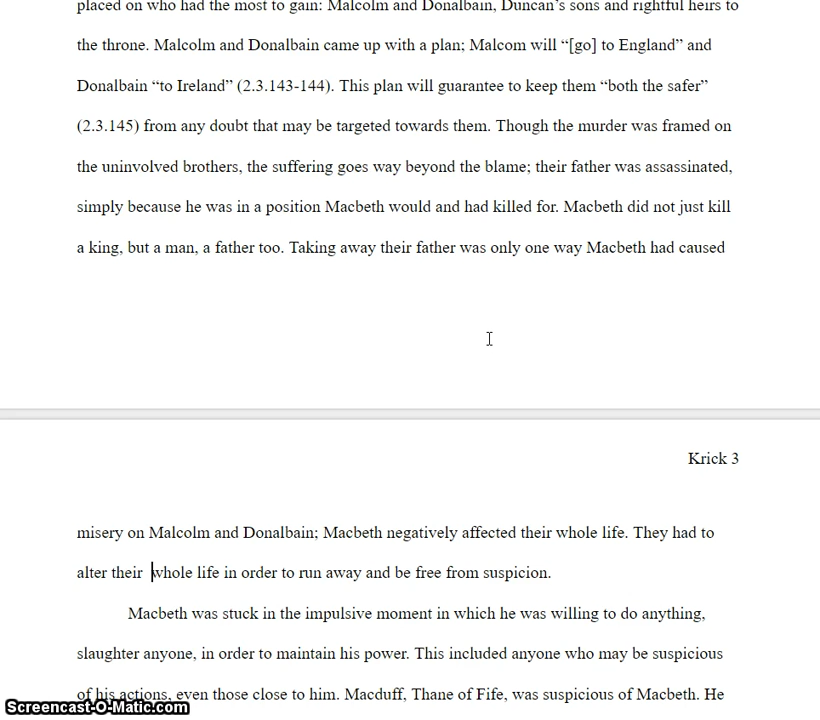 placed on who had the most to gain: Malcolm and Donalbain, Duncan's sons and rightful heirs to
the throne. Malcolm and Donalbain came up with a plan; Malcom will “[go] to England” and
Donalbain “to Ireland” (2.3.143-144). This plan will guarantee to keep them “both the safer”
(2.3.145) from any doubt that may be targeted towards them. Though the murder was framed on
the uninvolved brothers, the suffering goes way beyond the blame; their father was assassinated,
simply because he was in a position Macbeth would and had killed for. Macbeth did not just kill
a king, but a man, a father too. Taking away their father was only one way Macbeth had caused
Krick 3
misery on Malcolm and Donalbain; Macbeth negatively affected their whole life. They had to
alter their whole life in order to run away and be free from suspicion.
Macbeth was stuck in the impulsive moment in which he was willing to do anything,
slaughter anyone, in order to maintain his power. This included anyone who may be suspicious
of his actions, even those close to him. Macduff, Thane of Fife, was suspicious of Macbeth. He
Screencast-O-Matic.com